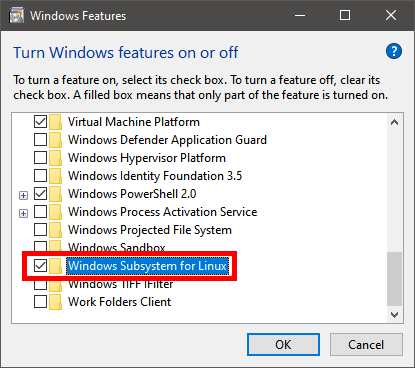 Windows Features
Turn Windows features on or off
?
To turn a feature on, select its check box. To turn a feature off, clear its
check box. A filled box means that only part of the feature is turned on.
Virtual Machine Platform
Windows Defender Application Guard
Windows Hypervisor Platform
Windows Identity Foundation 3.5
Windows PowerShell 2.0
Windows Process Activation Service
Windows Projected File System
Windows Sandbox
Windows Subsystem for Linux
Windows TIFF IFilter
Work Folders Client
OK
Cancel